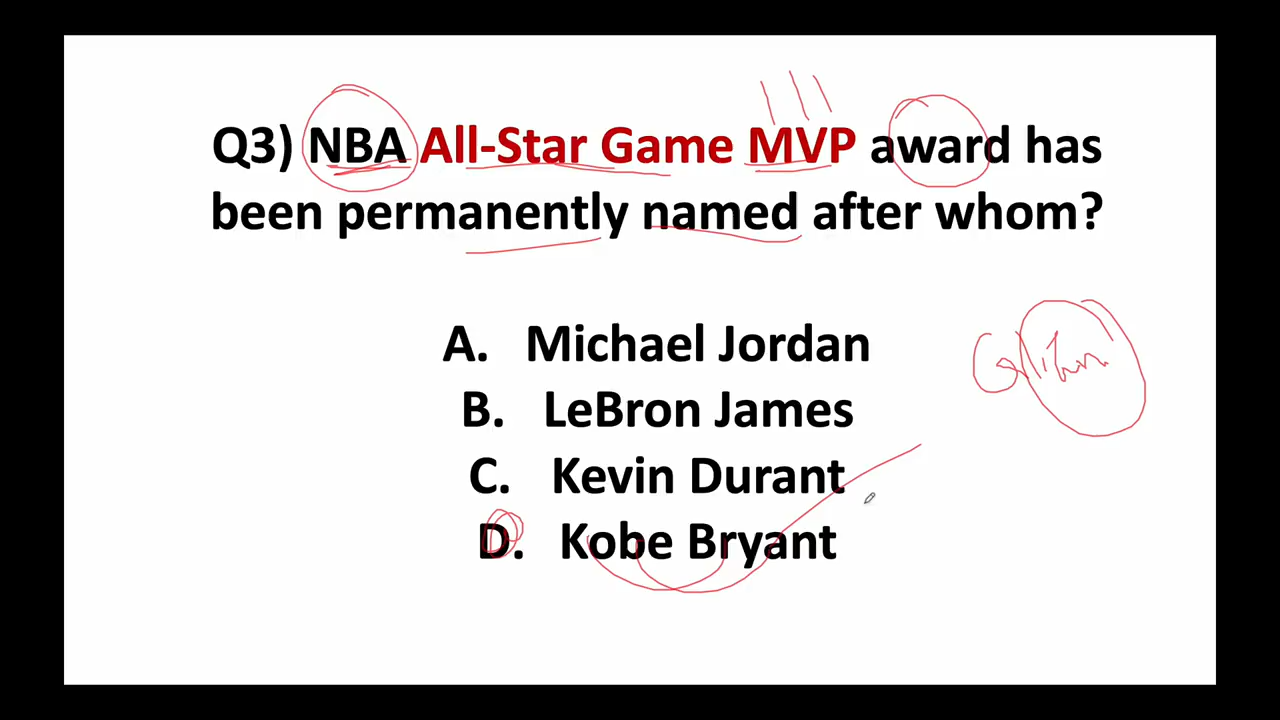 Q3) NBA All-Star Game MVP award has
been permanently named after whom?
A. Michael Jordan
B. LeBron James
C. Kevin Durant
D. Kobe Bryant